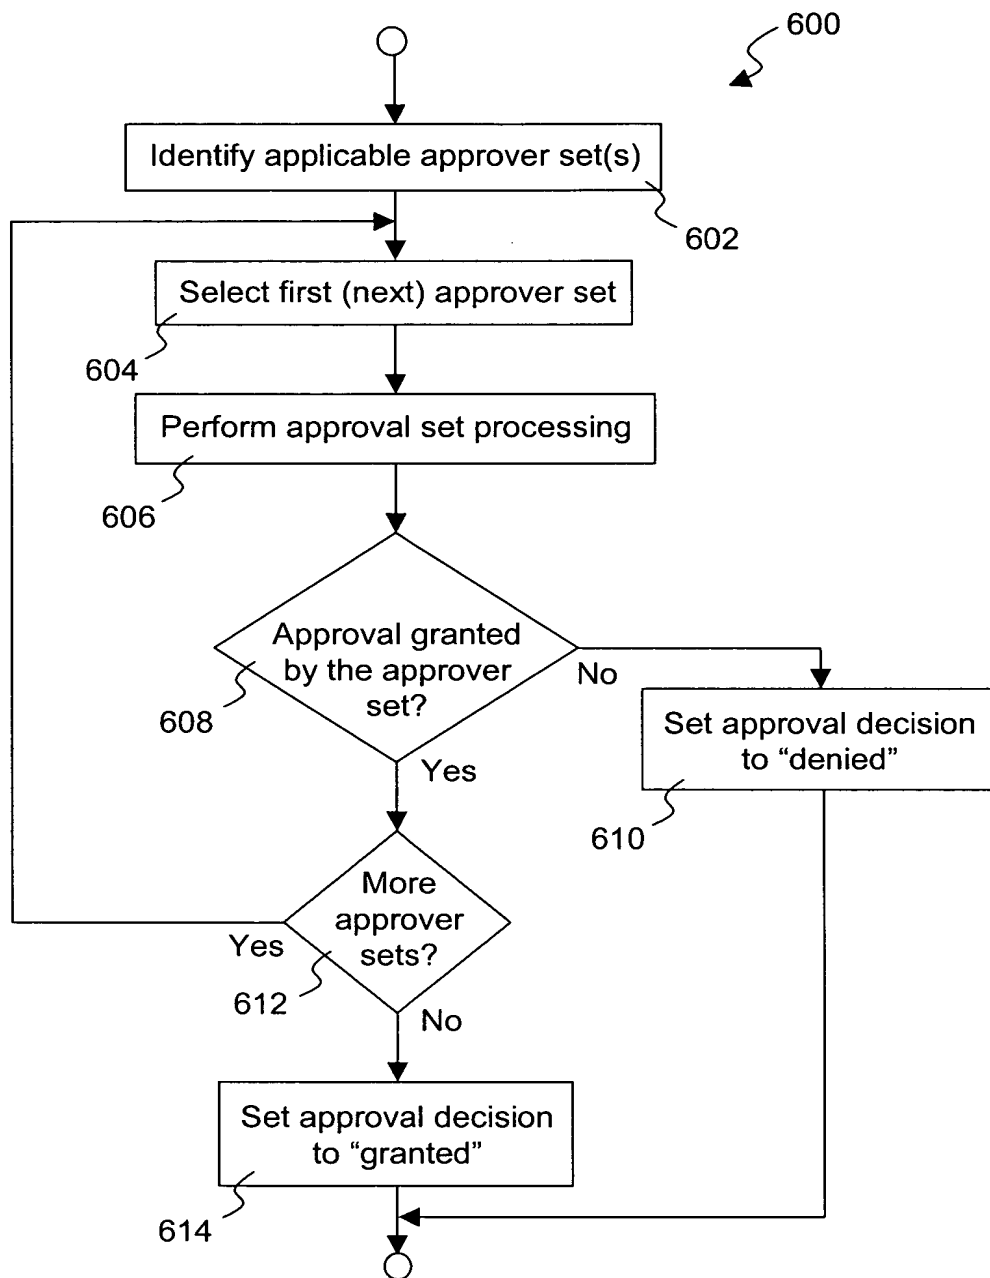 600
Identify applicable approver set(s)
602
Select first (next) approver set
604
Perform approval set processing
606
Approval granted
by the approver
set?
608
No
Set approval decision
to “denied”
610
Yes
More
approver
sets?
Yes
612
No
Set approval decision
to “granted”
614